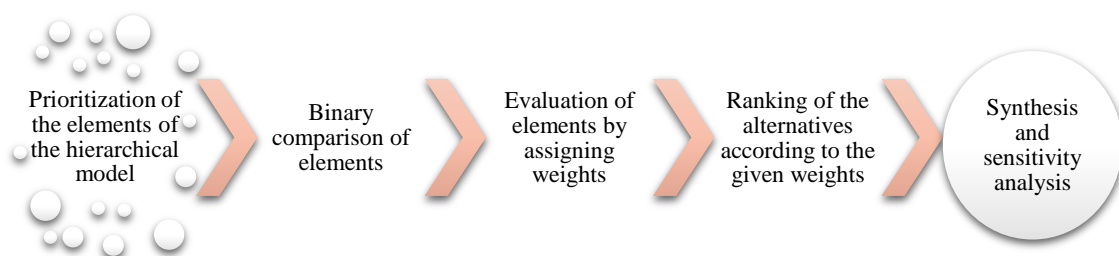 Prioritization of
the elements of
the hierarchical
model
Binary
comparison of
elements
Evaluation of
elements by
assigning
weights
Ranking of the
alternatives
according to the
given weights
Synthesis
and
sensitivity
analysis